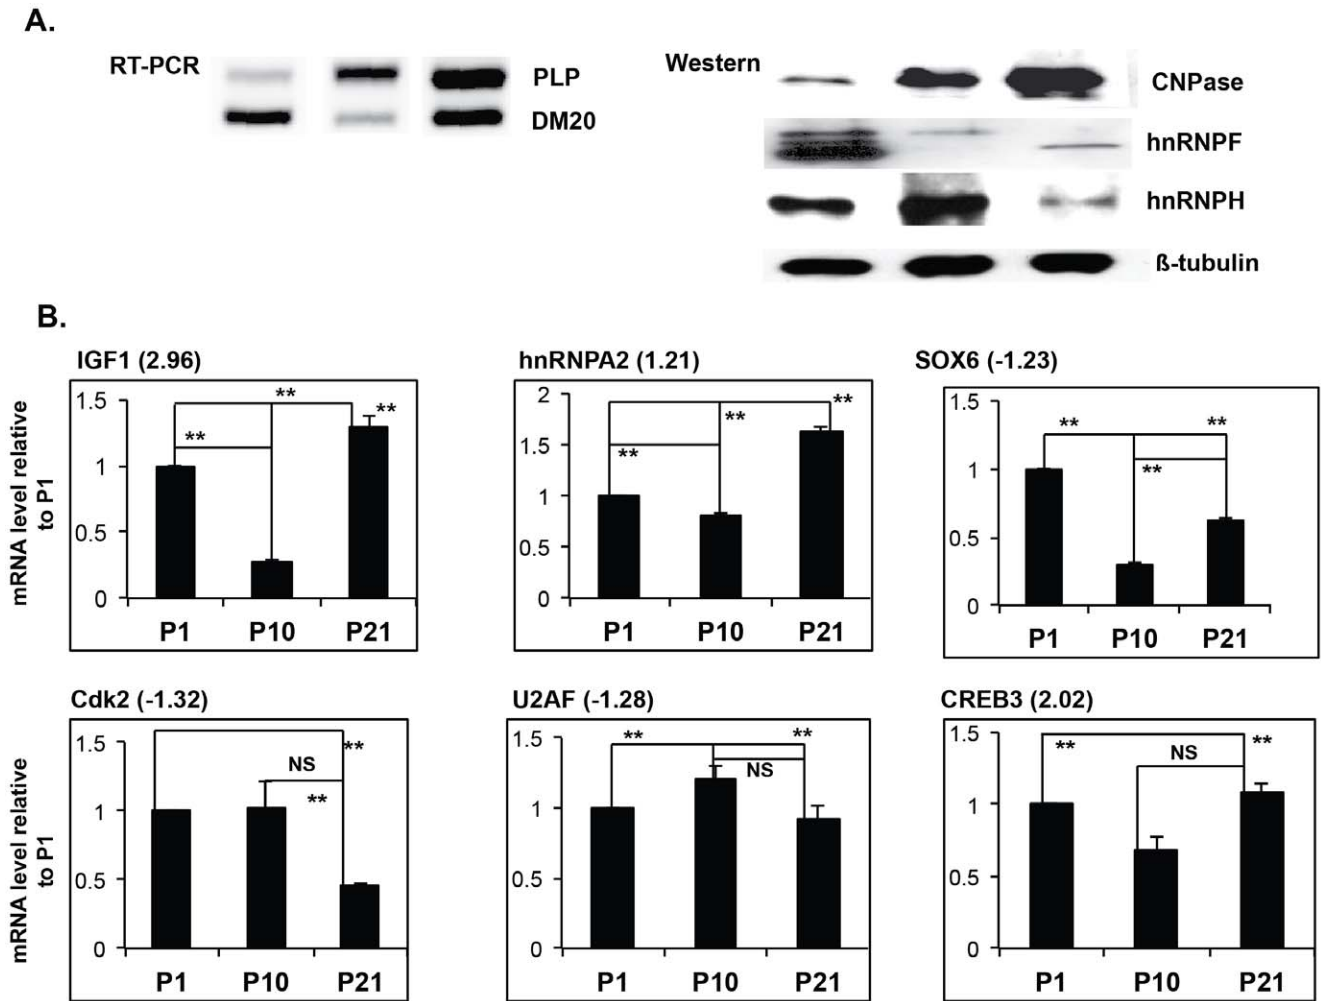 A.
RT-PCR
PLP
DM20
Western
CNPase
hnRNPF
hnRNPH
ß-tubulin
B.
mRNA level relative
to P1
IGF1 (2.96)
1.5
1
0.5
0
**
**
**
P1 P10 P21
hnRNPA2 (1.21)
2
1.5
1
0.5
0
**
**
**
P1 P10 P21
SOX6 (-1.23)
1.5
1
0.5
0
** **
**
P1 P10 P21
mRNA level relative
to P1
Cdk2 (-1.32)
1.5
1
0.5
0
**
NS
**
P1 P10 P21
U2AF (-1.28)
1.5
1
0.5
0
** **
NS
P1 P10 P21
CREB3 (2.02)
1.5
1
0.5
0
** **
NS
P1 P10 P21